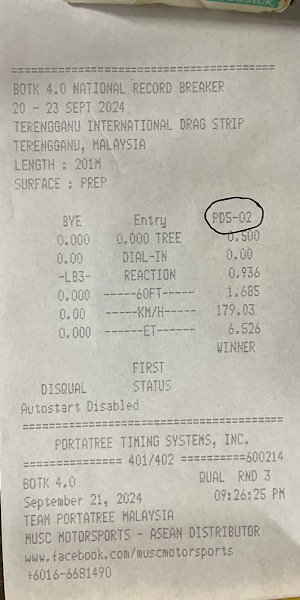 ================================
BOTK 4.0 NATIONAL RECORD BREAKER
20 - 23 SEPT 2024
TERENGGANU INTERNATIONAL DRAG STRIP
TERENGGANU, MALAYSIA
LENGTH : 201M
SURFACE : PREP
BYE Entry PD5-02
0.000 0.000 TREE 0.500
0.00 DIAL-IN 0.00
-LB3- REACTION 0.936
0.000 -----60FT------ 1.685
0.00 -----KM/H------ 179.03
0.000 ------ET------- 6.526
WINNER
FIRST
DISQUAL STATUS
Autostart Disabled
================================
PORTATREE TIMING SYSTEMS, INC.
=============== 401/402 ==========600214
BOTK 4.0 QUAL RND 3
September 21, 2024 09:26:25 PM
TEAM PORTATREE MALAYSIA
MUSC MOTORSPORTS - ASEAN DISTRIBUTOR
www.facebook.com/muscmotorsports
+6016-6681490